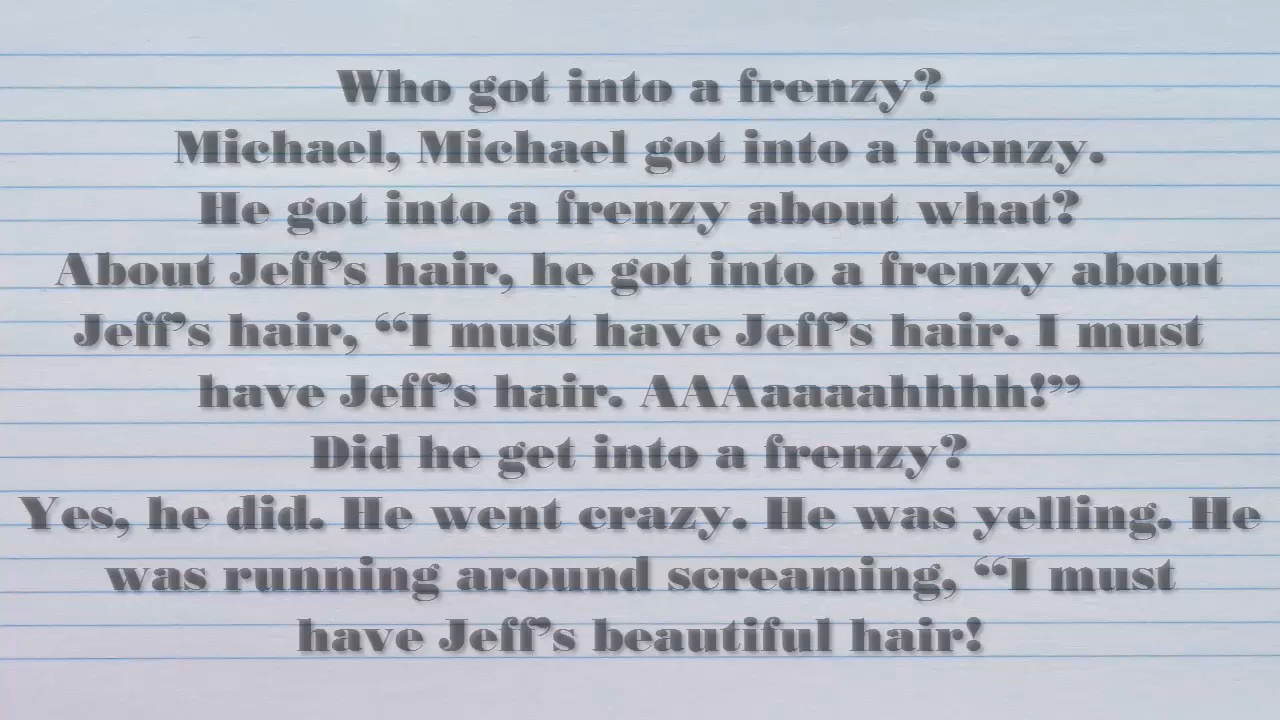 Who got into a frenzy?
Michael, Michael got into a frenzy.
He got into a frenzy about what?
About Jeff’s hair, he got into a frenzy about
Jeff’s hair, “I must have Jeff’s hair. I must
have Jeff’s hair. AAAaaaaahhhhh!”
Did he get into a frenzy?
Yes, he did. He went crazy. He was yelling. He
was running around screaming, “I must
have Jeff’s beautiful hair!